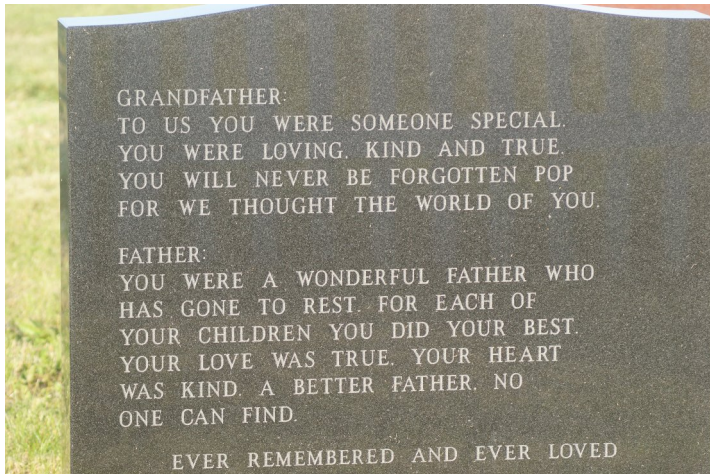 GRANDFATHER:
TO US YOU WERE SOMEONE SPECIAL.
YOU WERE LOVING, KIND AND TRUE.
YOU WILL NEVER BE FORGOTTEN POP
FOR WE THOUGHT THE WORLD OF YOU.
FATHER:
YOU WERE A WONDERFUL FATHER WHO
HAS GONE TO REST. FOR EACH OF
YOUR CHILDREN YOU DID YOUR BEST.
YOUR LOVE WAS TRUE, YOUR HEART
WAS KIND. A BETTER FATHER, NO
ONE CAN FIND.
EVER REMEMBERED AND EVER LOVED